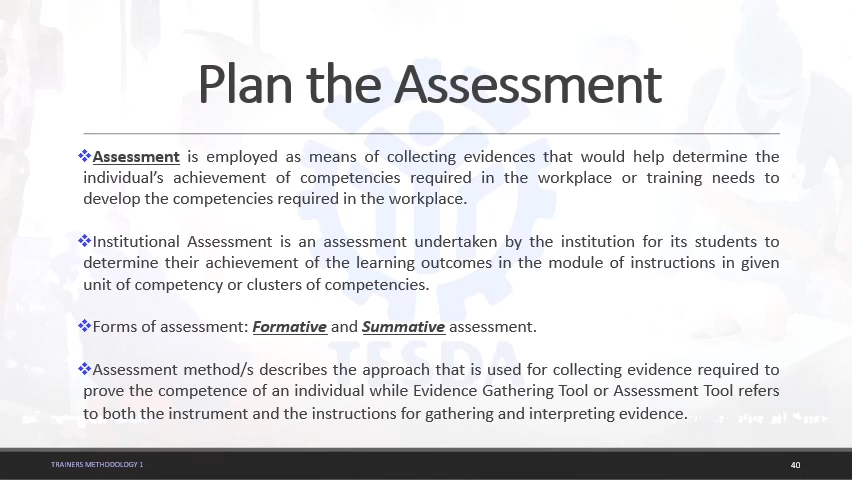 Plan the Assessment
❖Assessment is employed as means of collecting evidences that would help determine the
individual’s achievement of competencies required in the workplace or training needs to
develop the competencies required in the workplace.
❖Institutional Assessment is an assessment undertaken by the institution for its students to
determine their achievement of the learning outcomes in the module of instructions in given
unit of competency or clusters of competencies.
❖Forms of assessment: Formative and Summative assessment.
❖Assessment method/s describes the approach that is used for collecting evidence required to
prove the competence of an individual while Evidence Gathering Tool or Assessment Tool refers
to both the instrument and the instructions for gathering and interpreting evidence.
TESDA
TRAINERS METHODOLOGY 1
40